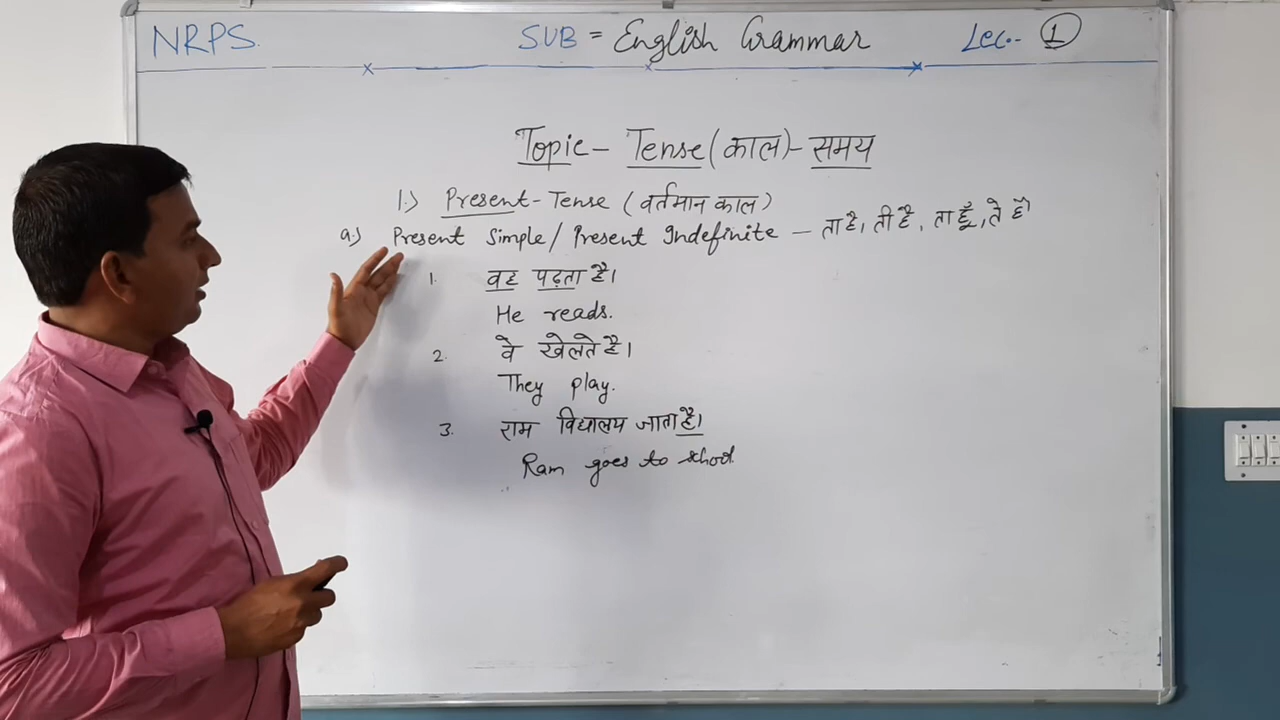 NRPS. SUB = English Grammar Lec:- 1
Topic - Tense (काल) - समय
1.) Present - Tense (वर्तमान काल)
a.) Present Simple / Present Indefinite - ता है, ती है, ता हूँ, ते हैं
1. वह पढ़ता है।
He reads.
2. वे खेलते है।
They play.
3. राम विद्यालय जाता है।
Ram goes to school.